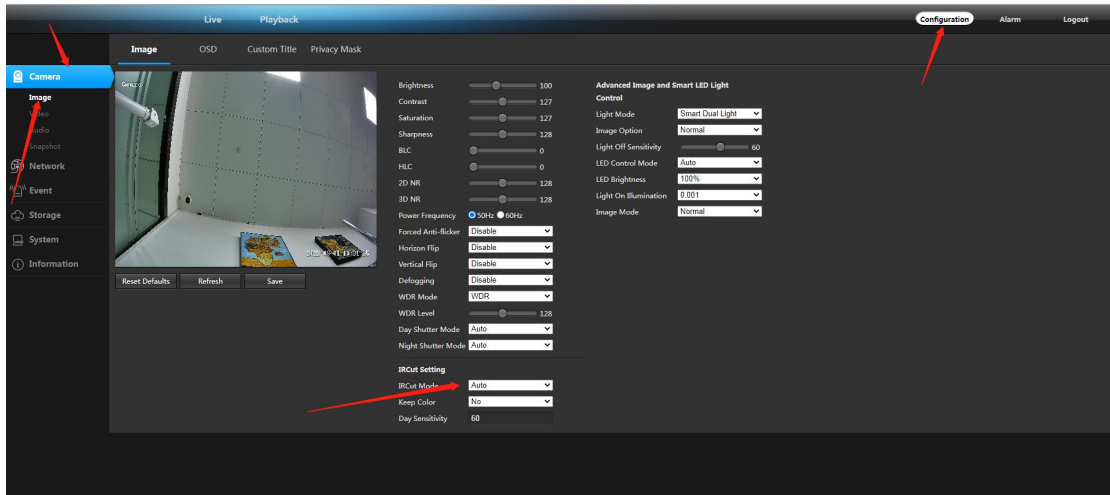 Live Playback Configuration Alarm Logout
Image OSD Custom Title Privacy Mask
Camera
Image
Video
Audio
Snapshot
Network
Event
Storage
System
Information
Camera
Reset Defaults Refresh Save
Brightness 100
Contrast 127
Saturation 127
Sharpness 128
BLC 0
HLC 0
2D NR 128
3D NR 128
Power Frequency 50Hz 60Hz
Forced Anti-flicker Disable
Horizon Flip Disable
Vertical Flip Disable
Defogging Disable
WDR Mode WDR
WDR Level 128
Day Shutter Mode Auto
Night Shutter Mode Auto
IRCut Setting
IRCut Mode Auto
Keep Color No
Day Sensitivity 60
Advanced Image and Smart LED Light
Control
Light Mode Smart Dual Light
Image Option Normal
Light Off Sensitivity 60
LED Control Mode Auto
LED Brightness 100%
Light On Illumination 0.001
Image Mode Normal